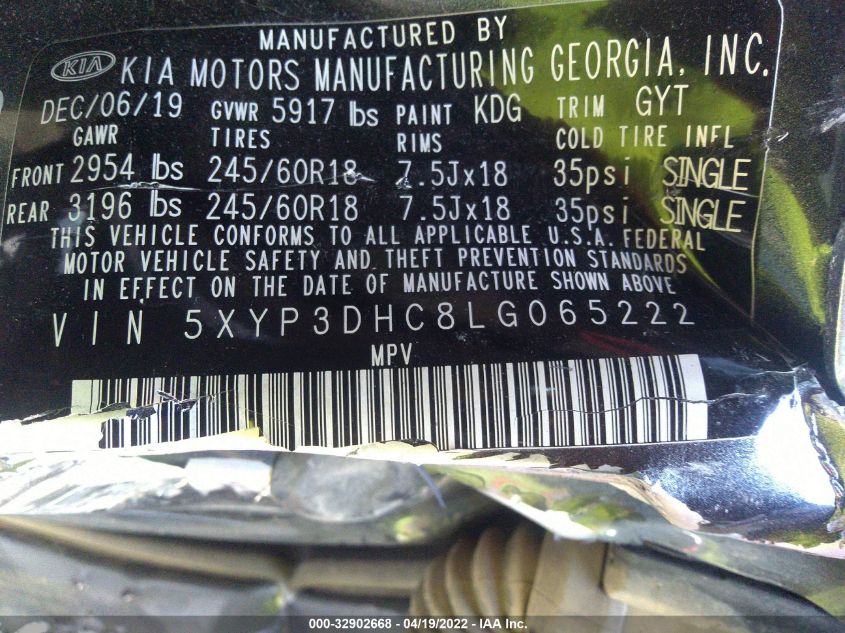 MANUFACTURED BY
KIA KIA MOTORS MANUFACTURING GEORGIA, INC.
DEC/06/19 GVWR 5917 lbs PAINT KDG TRIM GYT
GAWR TIRES RIMS COLD TIRE INFL
FRONT 2954 lbs 245/60R18 7.5Jx18 35psi SINGLE
REAR 3196 lbs 245/60R18 7.5Jx18 35psi SINGLE
THIS VEHICLE CONFORMS TO ALL APPLICABLE U.S.A. FEDERAL
MOTOR VEHICLE SAFETY AND THEFT PREVENTION STANDARDS
IN EFFECT ON THE DATE OF MANUFACTURE SHOWN ABOVE
VIN 5XYP3DHC8LG065222
MPV
000-32902668 - 04/19/2022 - IAA Inc.